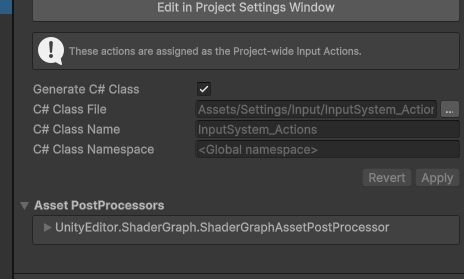 Edit in Project Settings Window
These actions are assigned as the Project-wide Input Actions.
Generate C# Class
C# Class File Assets/Settings/Input/InputSystem_Action ...
C# Class Name InputSystem_Actions
C# Class Namespace <Global namespace>
Revert Apply
Asset PostProcessors
UnityEditor.ShaderGraph.ShaderGraphAssetPostProcessor